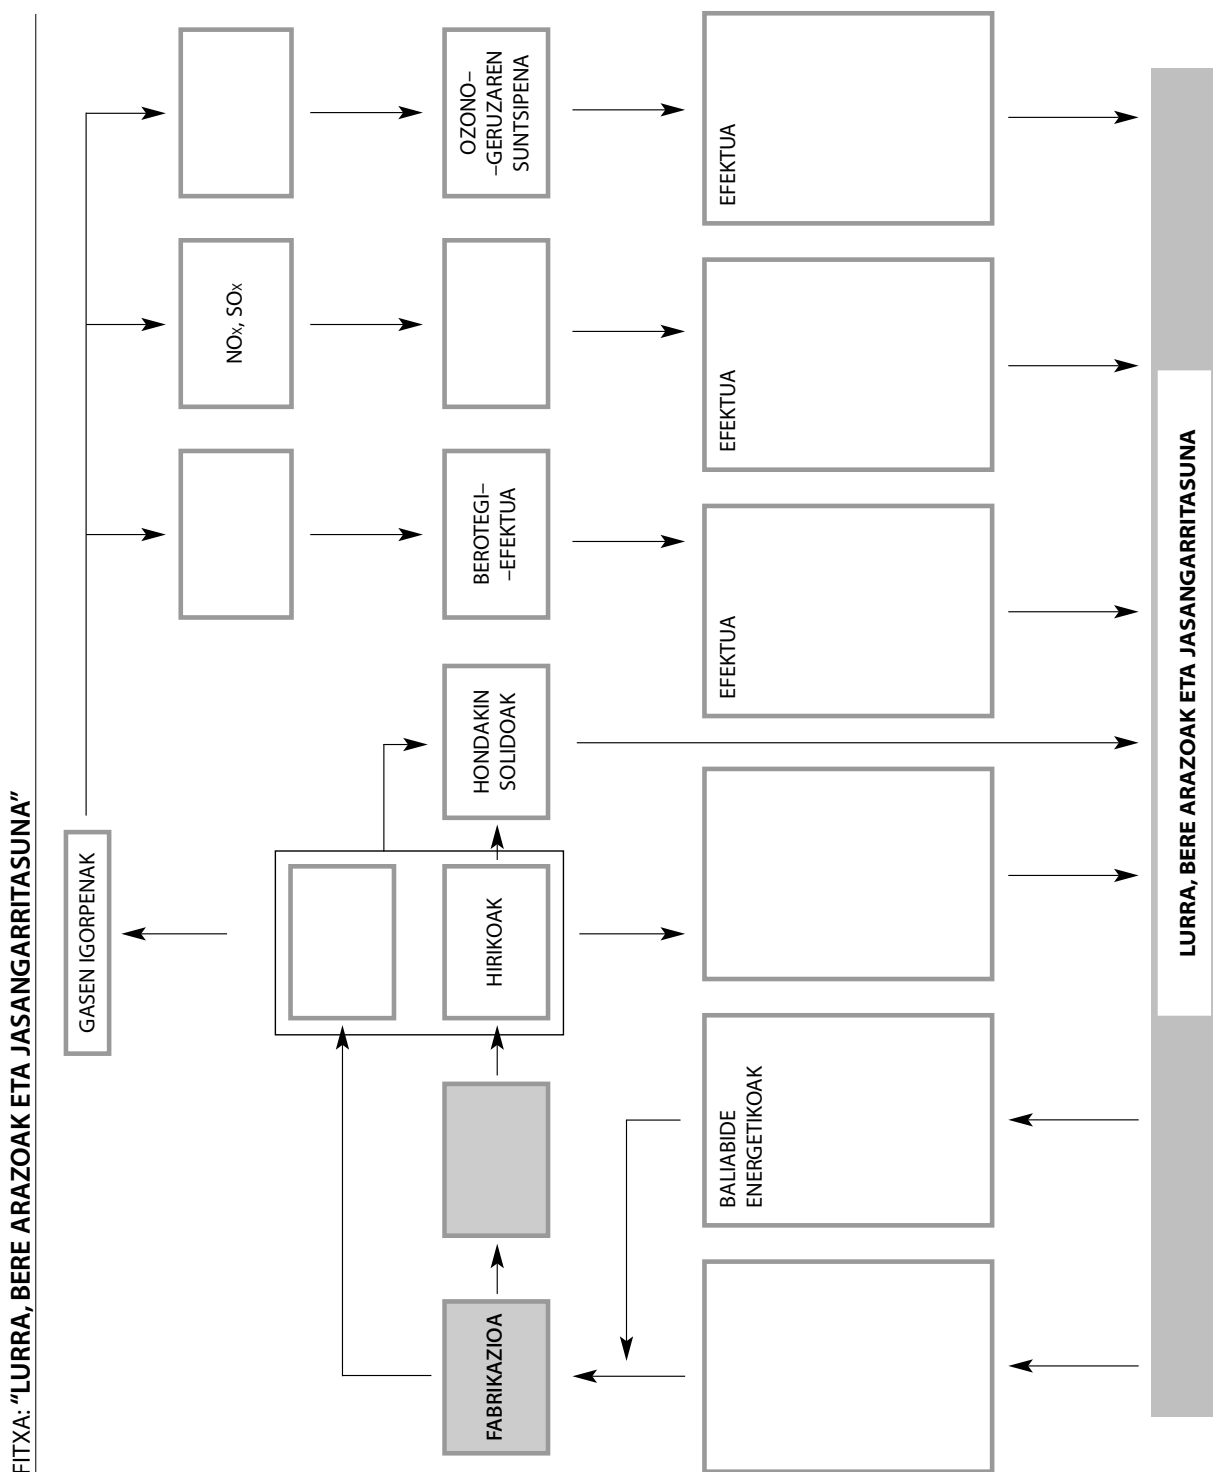 FITXA: "LURRA, BERE ARAZOAK ETA JASANGARRITASUNA"
GASEN IGORPENAK
NOx, SOx
FABRIKAZIOA
HIRIKOAK
HONDAKIN
SOLIDOAK
BEROTEGI–
–EFEKTUA
OZONO–
–GERUZAREN
SUNTSIPENA
BALIABIDE
ENERGETIKOAK
EFEKTUA
EFEKTUA
EFEKTUA
LURRA, BERE ARAZOAK ETA JASANGARRITASUNA